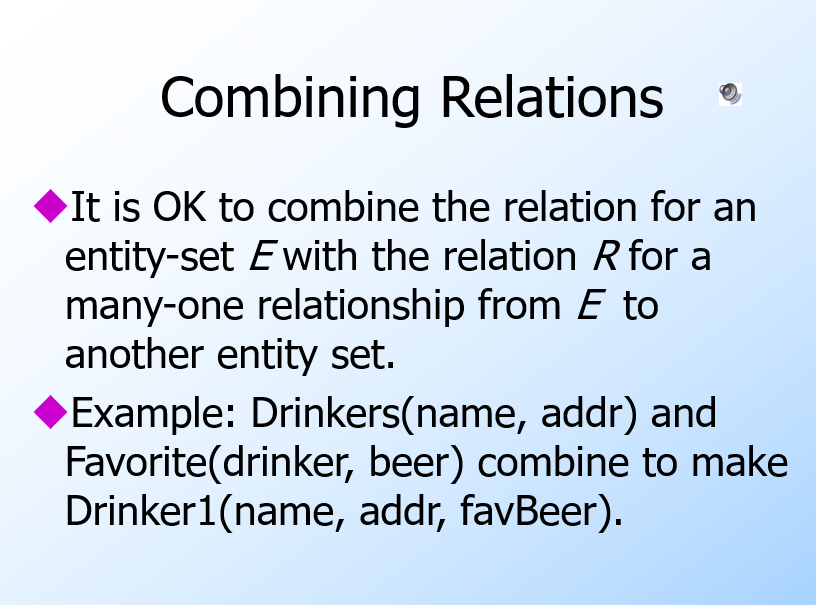 Combining Relations
It is OK to combine the relation for an
entity-set E with the relation R for a
many-one relationship from E to
another entity set.
Example: Drinkers(name, addr) and
Favorite(drinker, beer) combine to make
Drinker1(name, addr, favBeer).